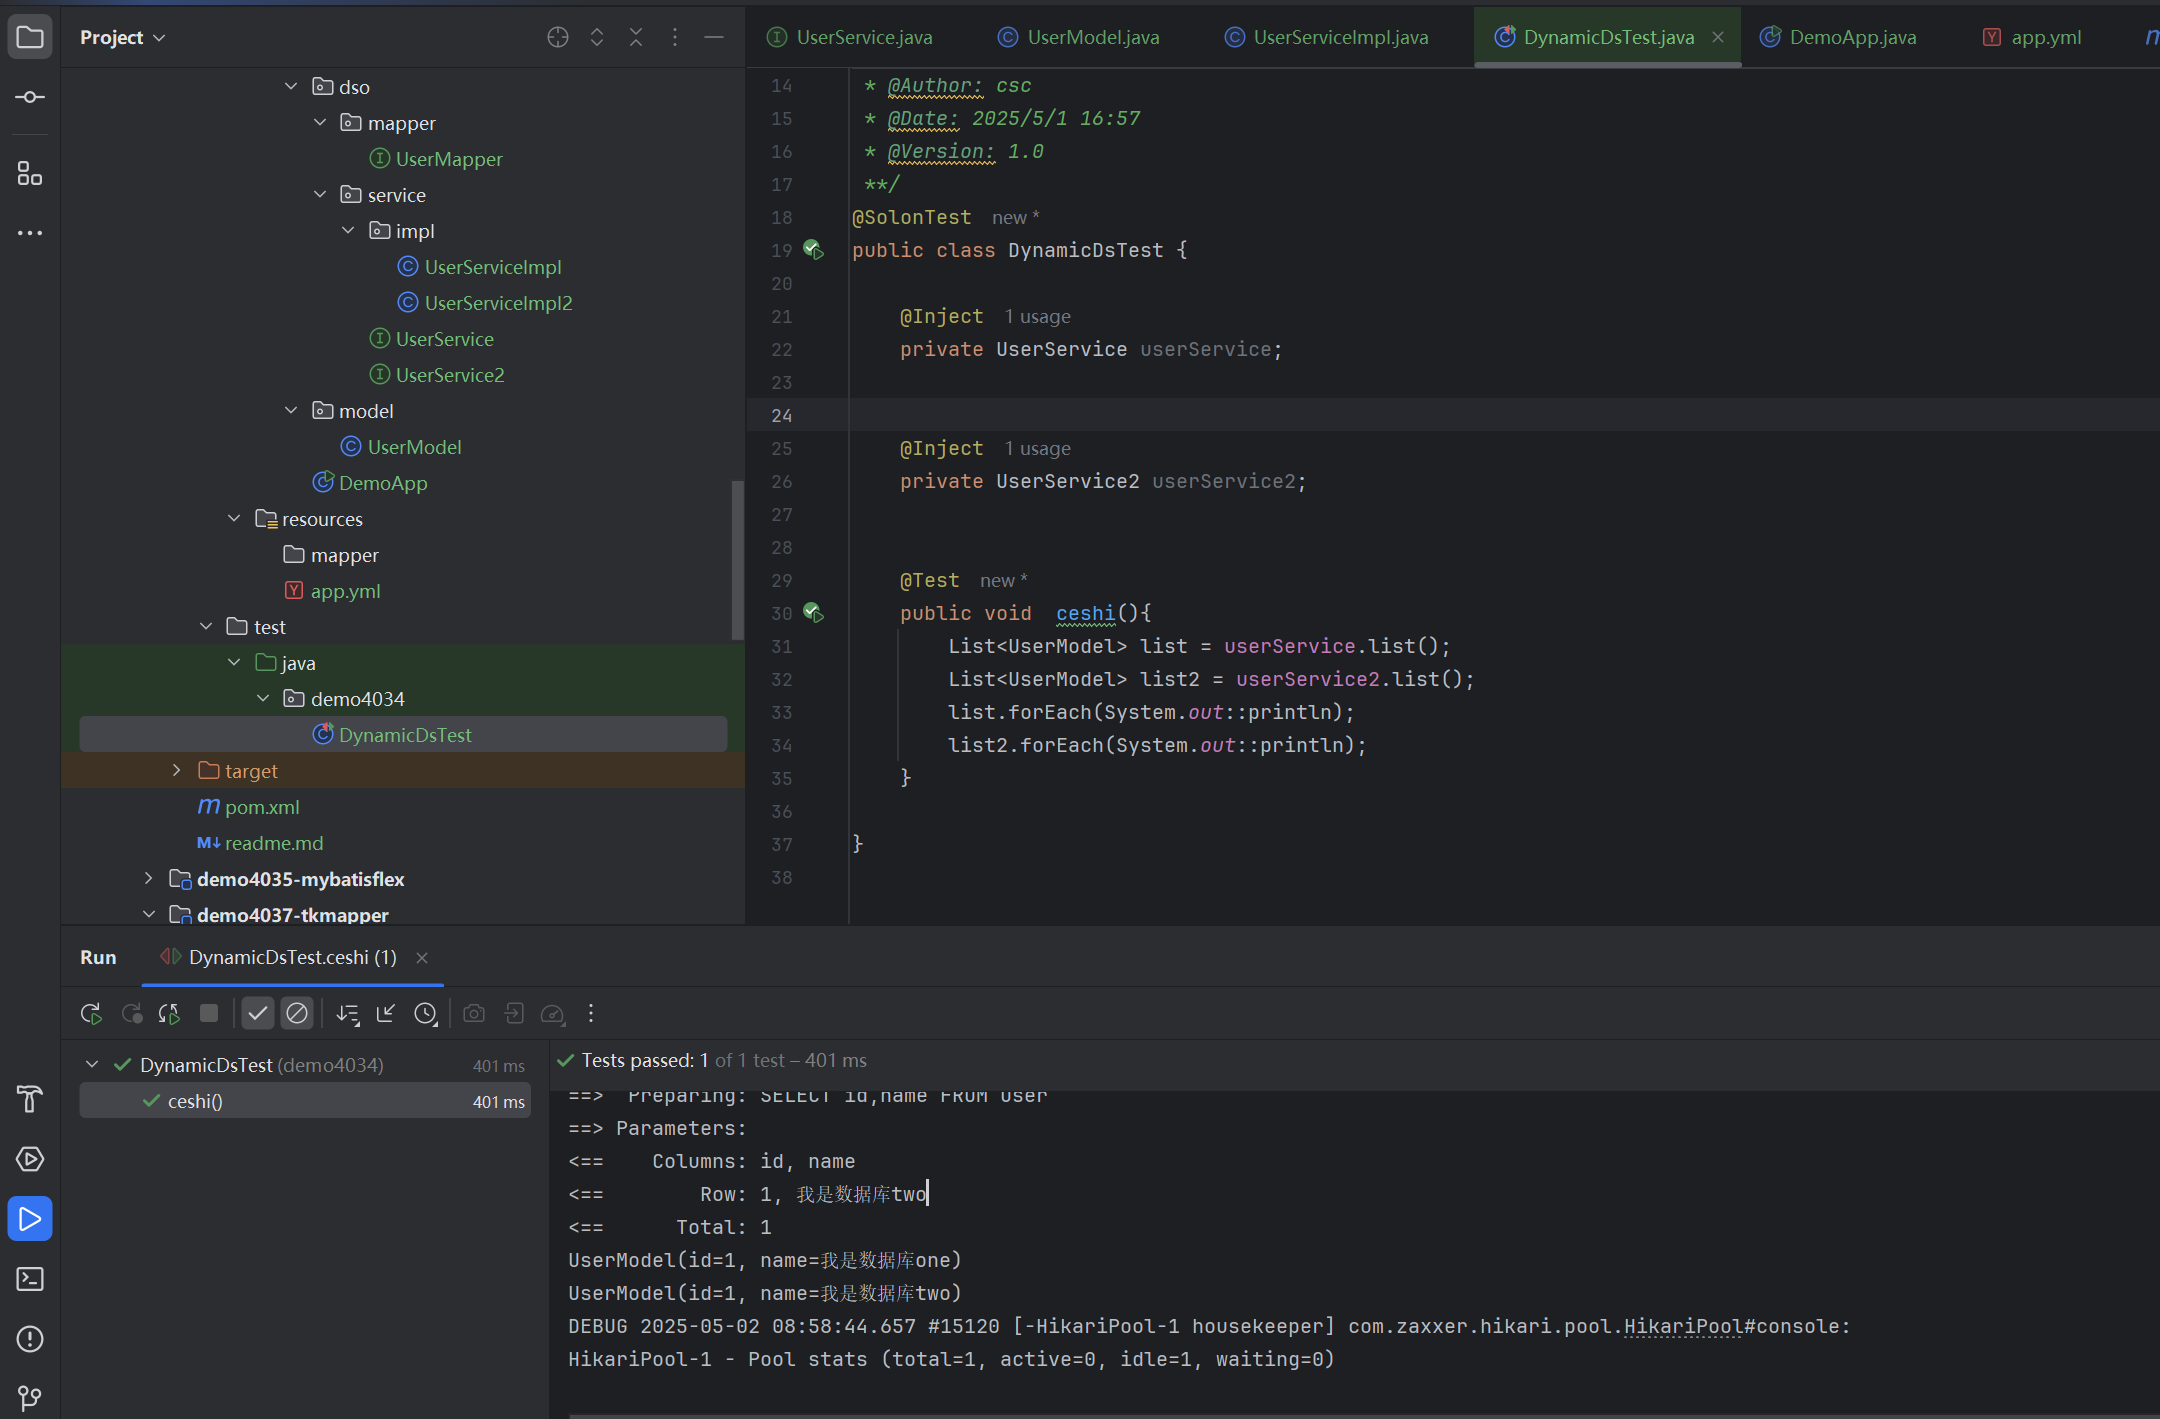 Project
dso
mapper
UserMapper
service
impl
UserServiceImpl
UserServiceImpl2
UserService
UserService2
model
UserModel
DemoApp
resources
mapper
app.yml
test
java
demo4034
DynamicDsTest
target
pom.xml
readme.md
demo4035-mybatisflex
demo4037-tkmapper
UserService.java
UserModel.java
UserServiceImpl.java
DynamicDsTest.java
DemoApp.java
app.yml
14 * @Author: csc
15 * @Date: 2025/5/1 16:57
16 * @Version: 1.0
17 **/
18 @SolonTest new *
19 public class DynamicDsTest {
20
21 @Inject 1 usage
22 private UserService userService;
23
24
25 @Inject 1 usage
26 private UserService2 userService2;
27
28
29 @Test new *
30 public void ceshi(){
31 List<UserModel> list = userService.list();
32 List<UserModel> list2 = userService2.list();
33 list.forEach(System.out::println);
34 list2.forEach(System.out::println);
35 }
36
37 }
38
Run
DynamicDsTest.ceshi (1)
DynamicDsTest (demo4034) 401 ms
ceshi() 401 ms
Tests passed: 1 of 1 test – 401 ms
==> Preparing: SELECT id,name FROM user
==> Parameters:
<== Columns: id, name
<== Row: 1, 我是数据库two
<== Total: 1
UserModel(id=1, name=我是数据库one)
UserModel(id=1, name=我是数据库two)
DEBUG 2025-05-02 08:58:44.657 #15120 [-HikariPool-1 housekeeper] com.zaxxer.hikari.pool.HikariPool#console:
HikariPool-1 - Pool stats (total=1, active=0, idle=1, waiting=0)